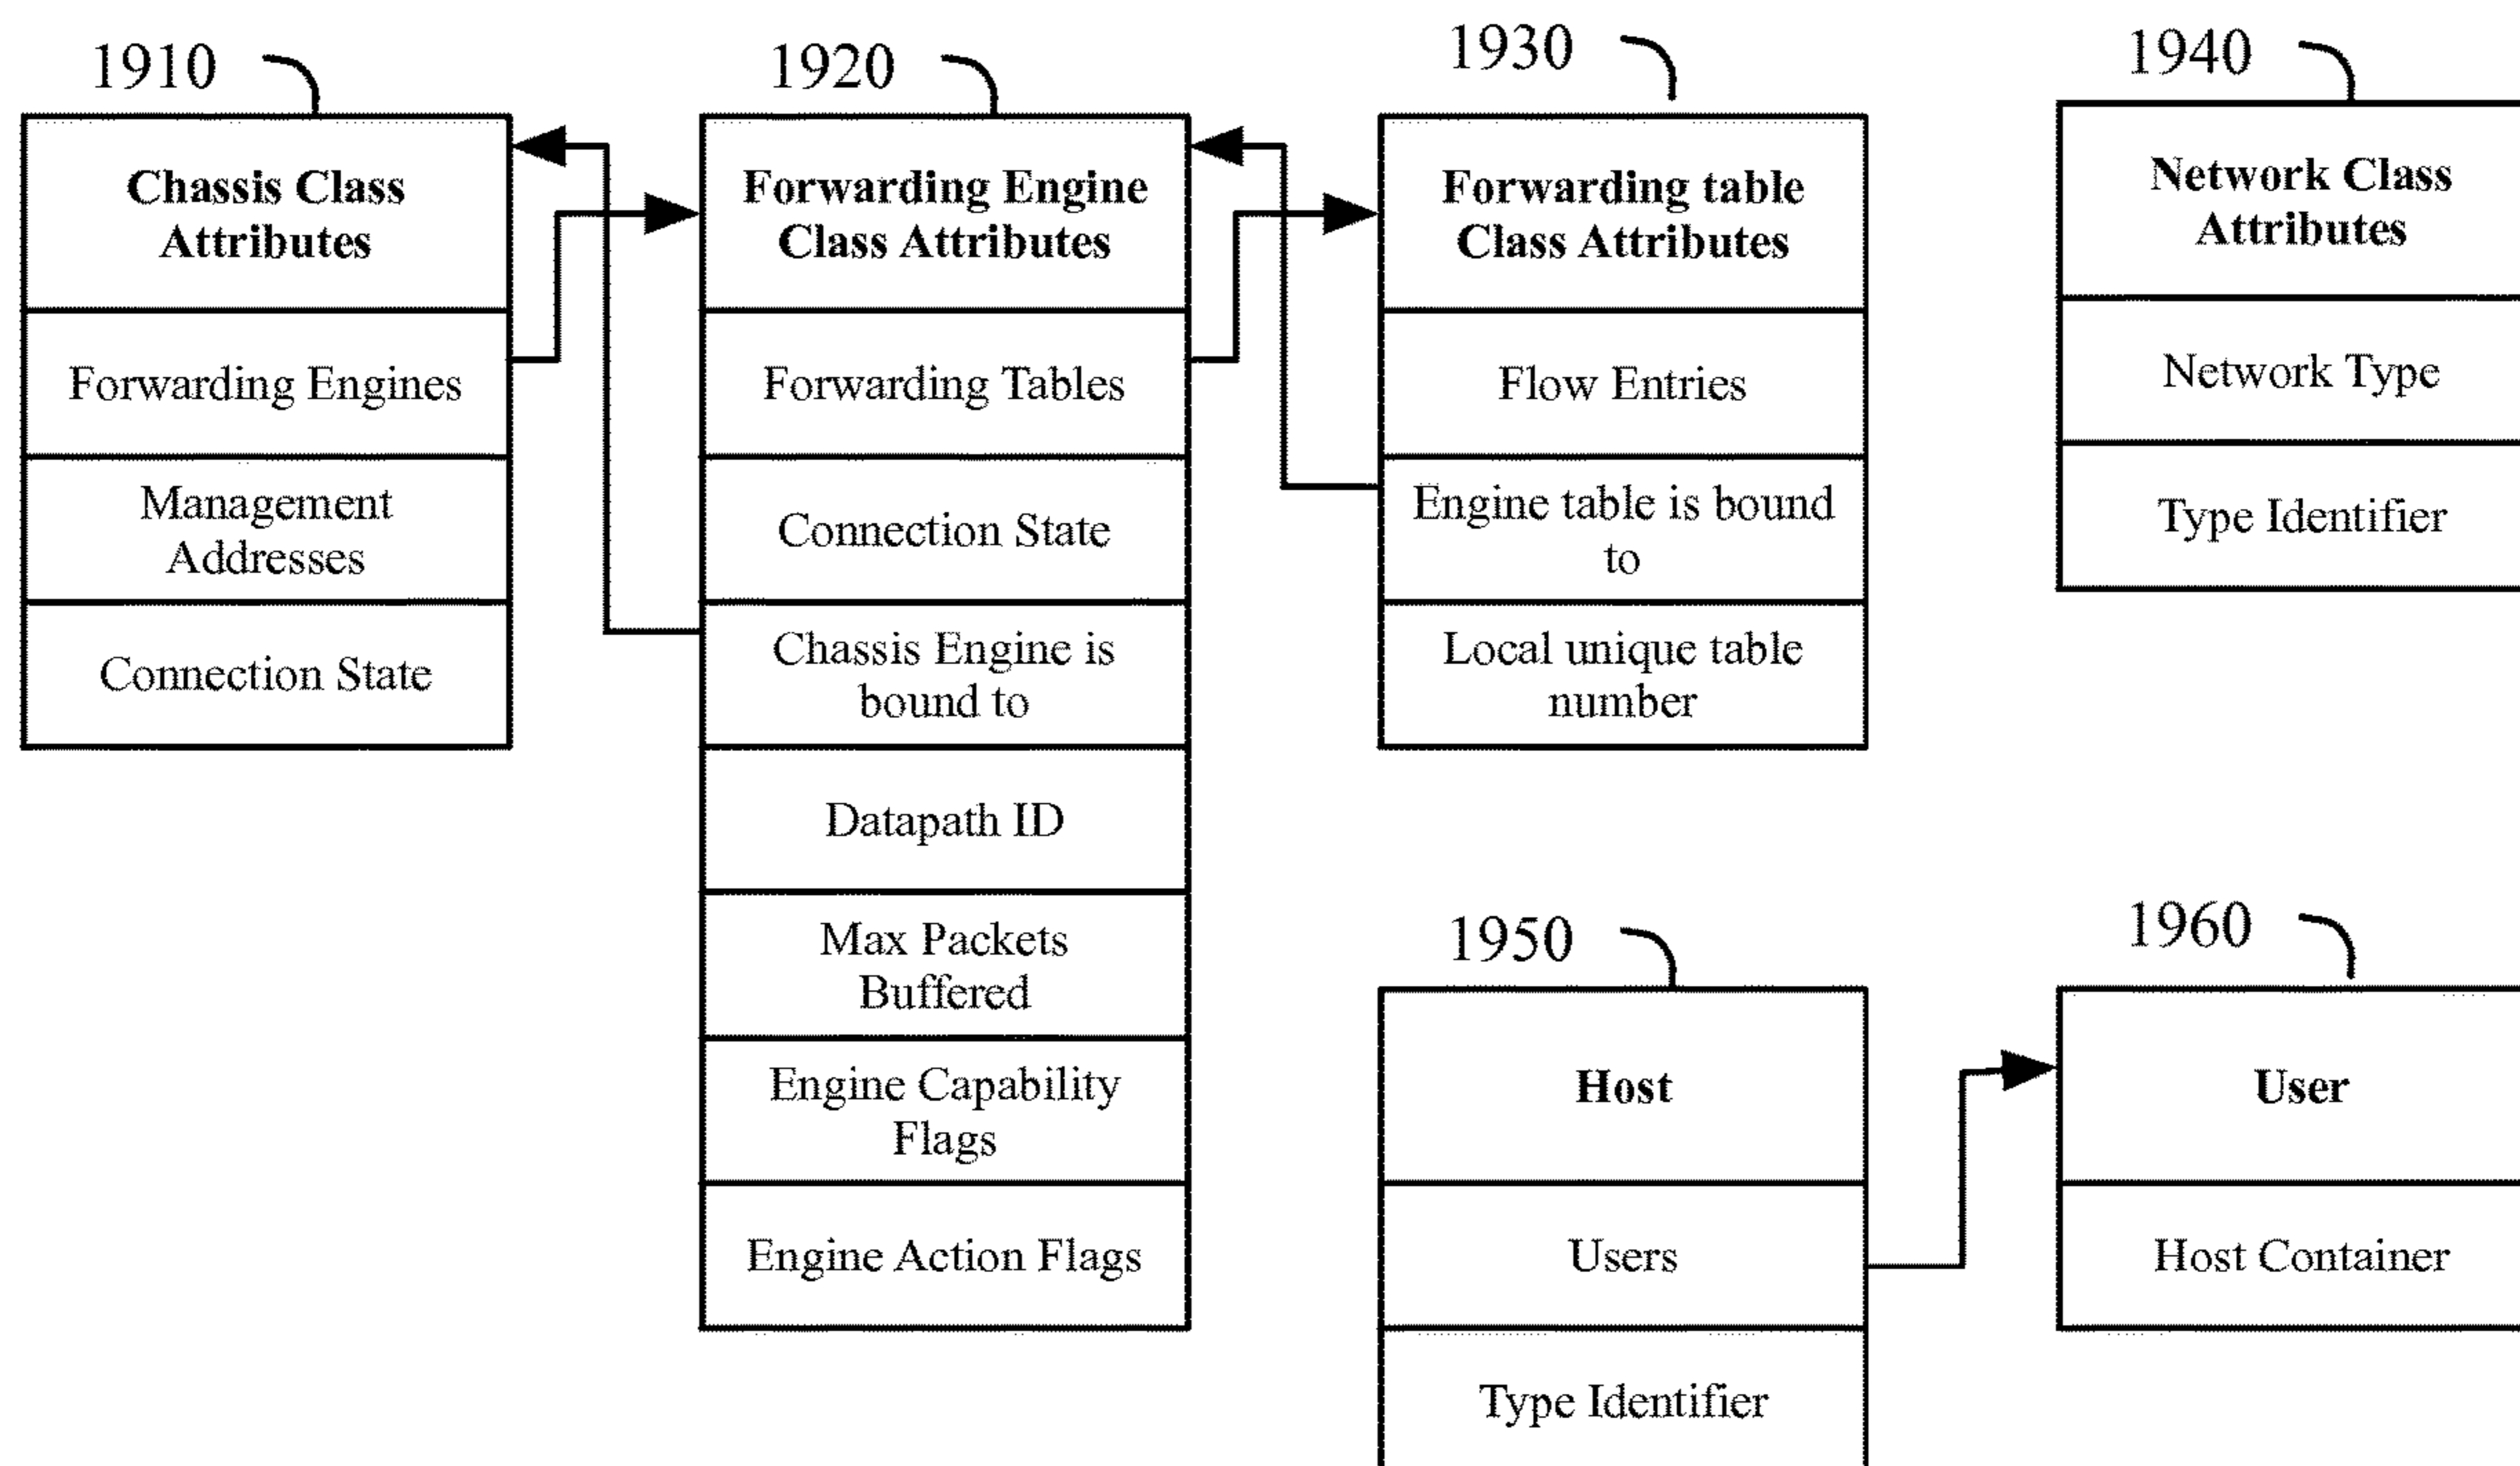 1910
Chassis Class
Attributes
Forwarding Engines
Management
Addresses
Connection State
1920
Forwarding Engine
Class Attributes
Forwarding Tables
Connection State
Chassis Engine is
bound to
Datapath ID
Max Packets
Buffered
Engine Capability
Flags
Engine Action Flags
1930
Forwarding table
Class Attributes
Flow Entries
Engine table is bound
to
Local unique table
number
1940
Network Class
Attributes
Network Type
Type Identifier
1950
Host
Users
Type Identifier
1960
User
Host Container